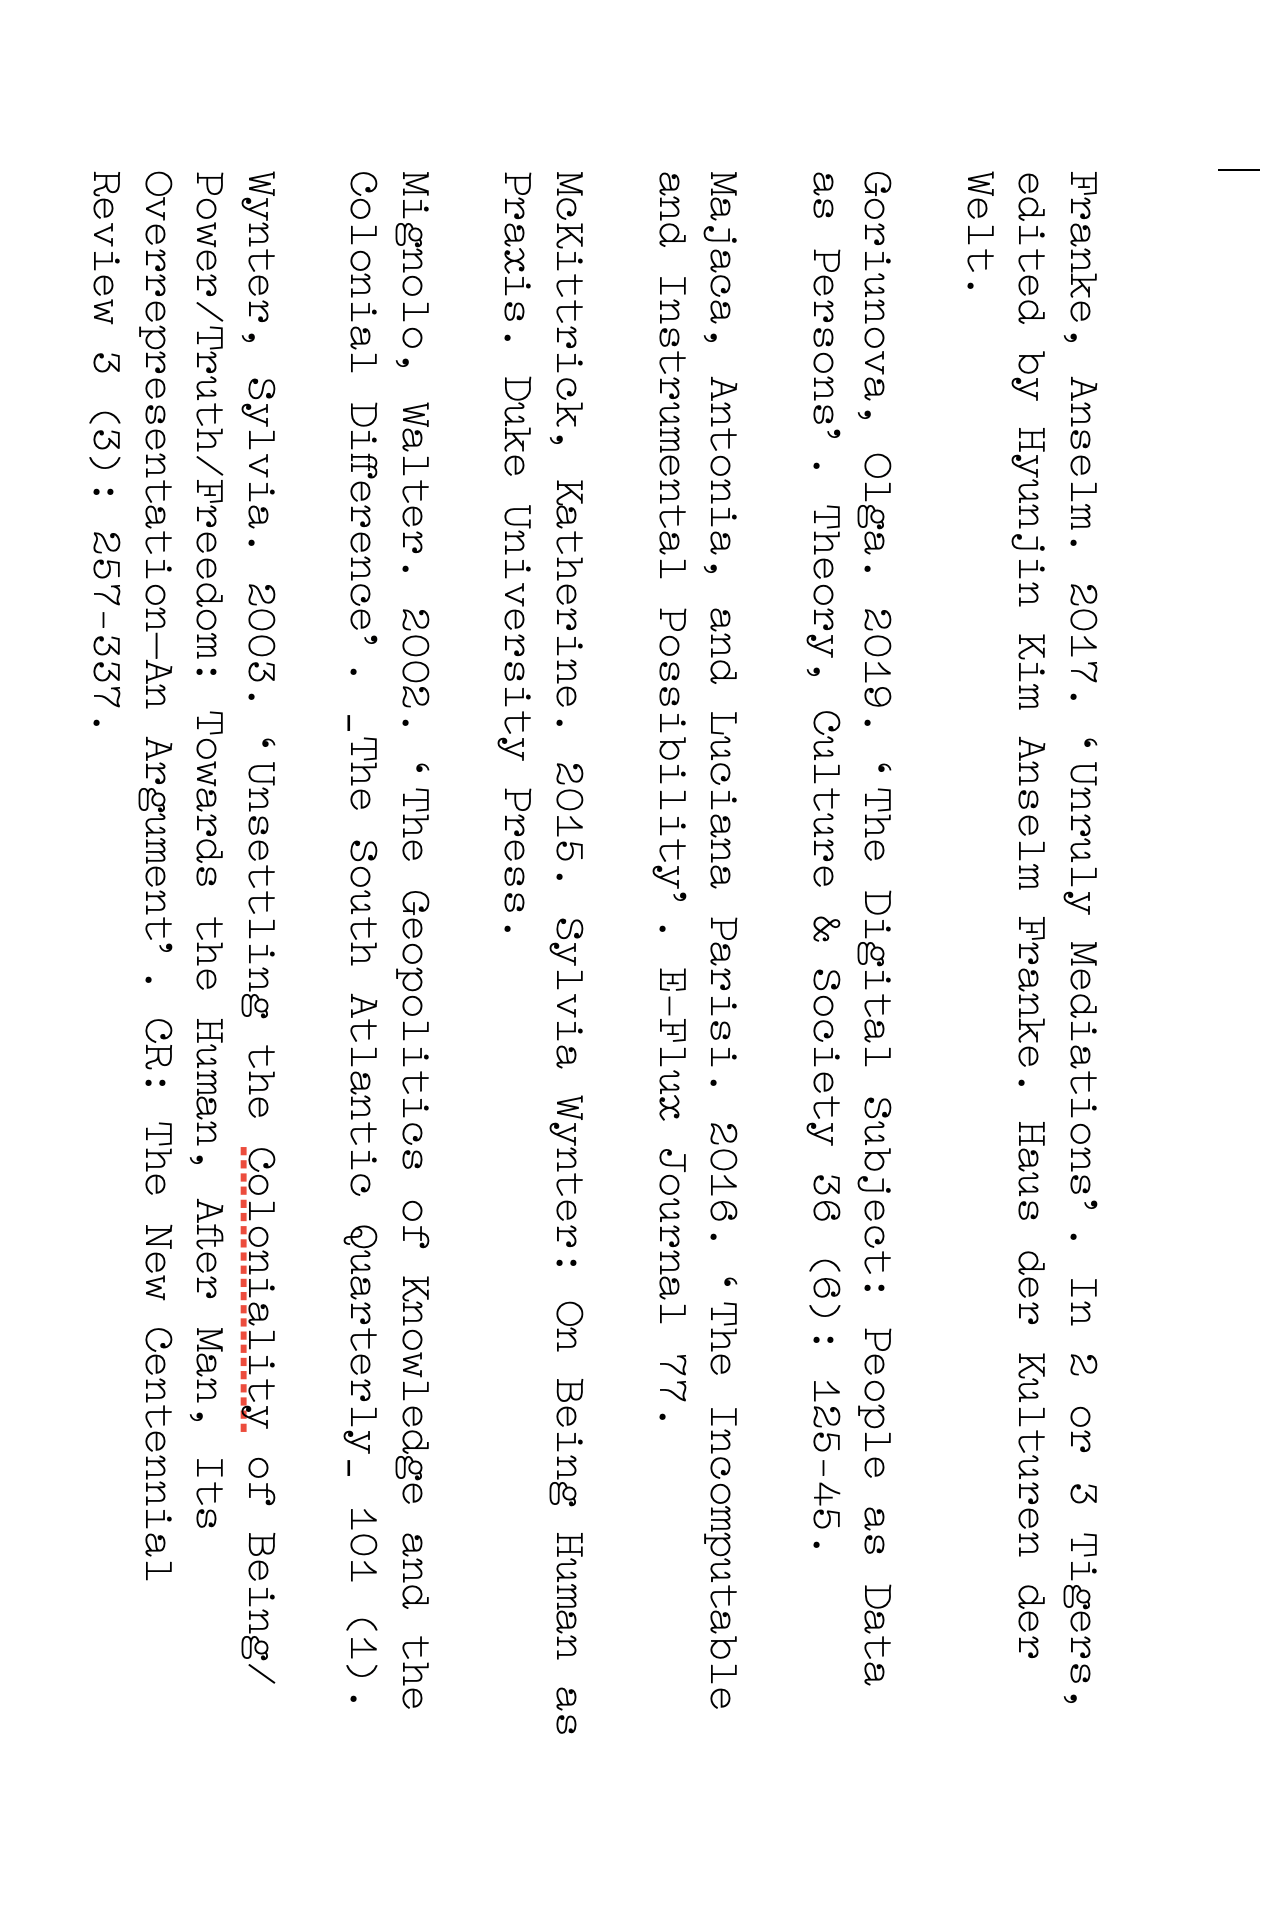 Franke, Anselm. 2017. ‘Unruly Mediations’. In 2 or 3 Tigers,
edited by Hyunjin Kim Anselm Franke. Haus der Kulturen der
Welt.
Goriunova, Olga. 2019. ‘The Digital Subject: People as Data
as Persons’. Theory, Culture & Society 36 (6): 125-45.
Majaca, Antonia, and Luciana Parisi. 2016. ‘The Incomputable
and Instrumental Possibility’. E-Flux Journal 77.
McKittrick, Katherine. 2015. Sylvia Wynter: On Being Human as
Praxis. Duke University Press.
Mignolo, Walter. 2002. ‘The Geopolitics of Knowledge and the
Colonial Difference’. _The South Atlantic Quarterly_ 101 (1).
Wynter, Sylvia. 2003. ‘Unsettling the Coloniality of Being/
Power/Truth/Freedom: Towards the Human, After Man, Its
Overrepresentation—An Argument’. CR: The New Centennial
Review 3 (3): 257-337.